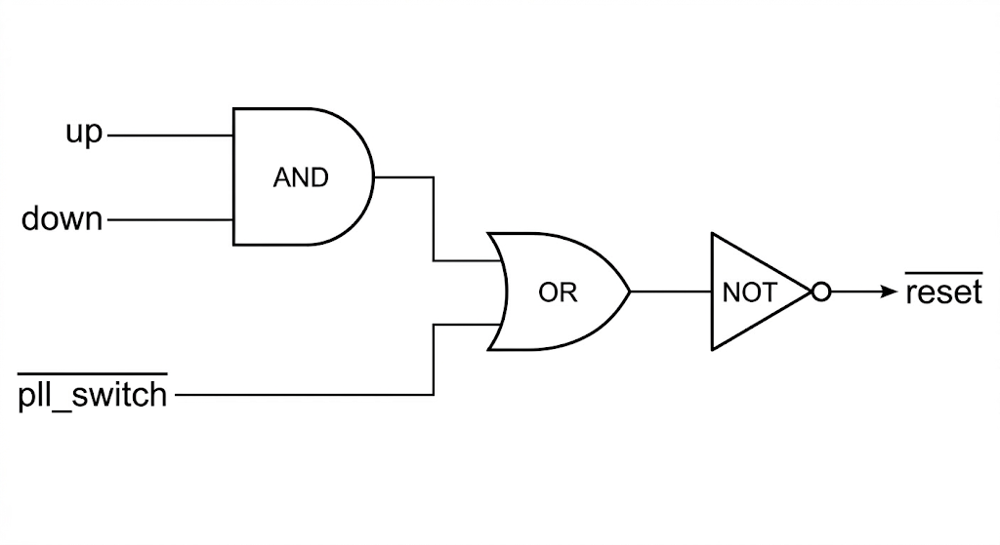 up
AND
down
OR
NOT
reset
pll_switch